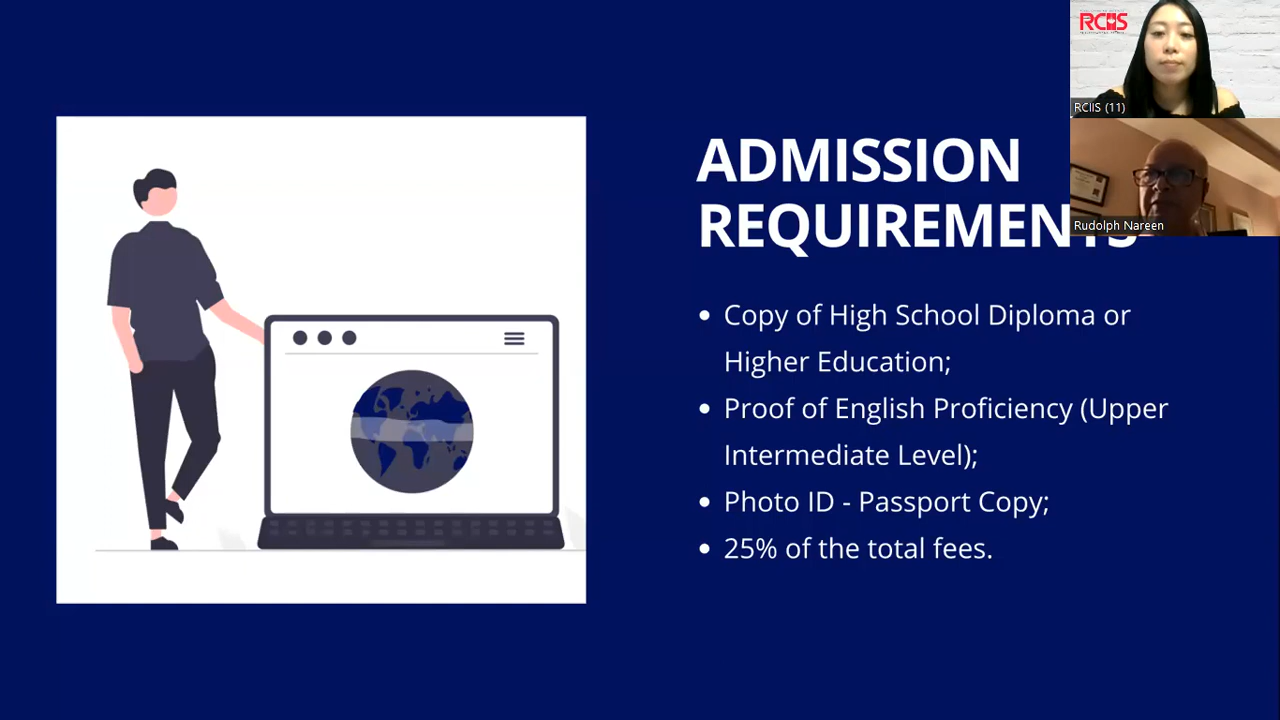 ADMISSION
REQUIREMENTS
Copy of High School Diploma or
Higher Education;
Proof of English Proficiency (Upper
Intermediate Level);
Photo ID - Passport Copy;
25% of the total fees.
RCIIS
RCIIS (11)
Rudolph Nareen